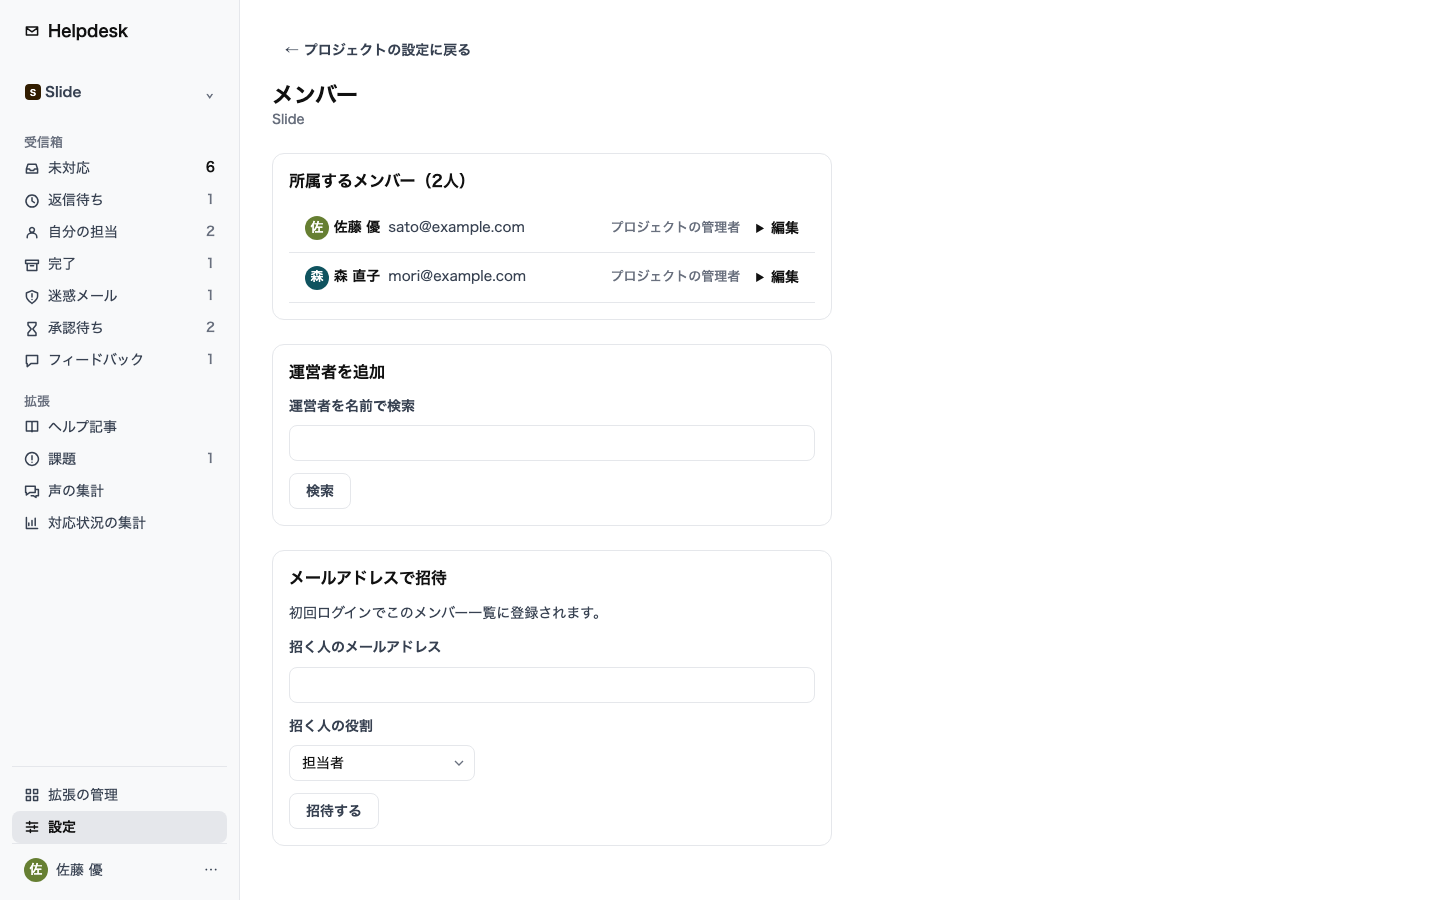 Helpdesk
S Slide
受信箱
未対応 6
返信待ち 1
自分の担当 2
完了 1
迷惑メール 1
承認待ち 2
フィードバック 1
拡張
ヘルプ記事
課題 1
声の集計
対応状況の集計
拡張の管理
設定
佐 佐藤 優 …
← プロジェクトの設定に戻る
メンバー
Slide
所属するメンバー（2人）
佐 佐藤 優 sato@example.com プロジェクトの管理者 ▶ 編集
森 森 直子 mori@example.com プロジェクトの管理者 ▶ 編集
運営者を追加
運営者を名前で検索
検索
メールアドレスで招待
初回ログインでこのメンバー一覧に登録されます。
招く人のメールアドレス
招く人の役割
担当者
招待する